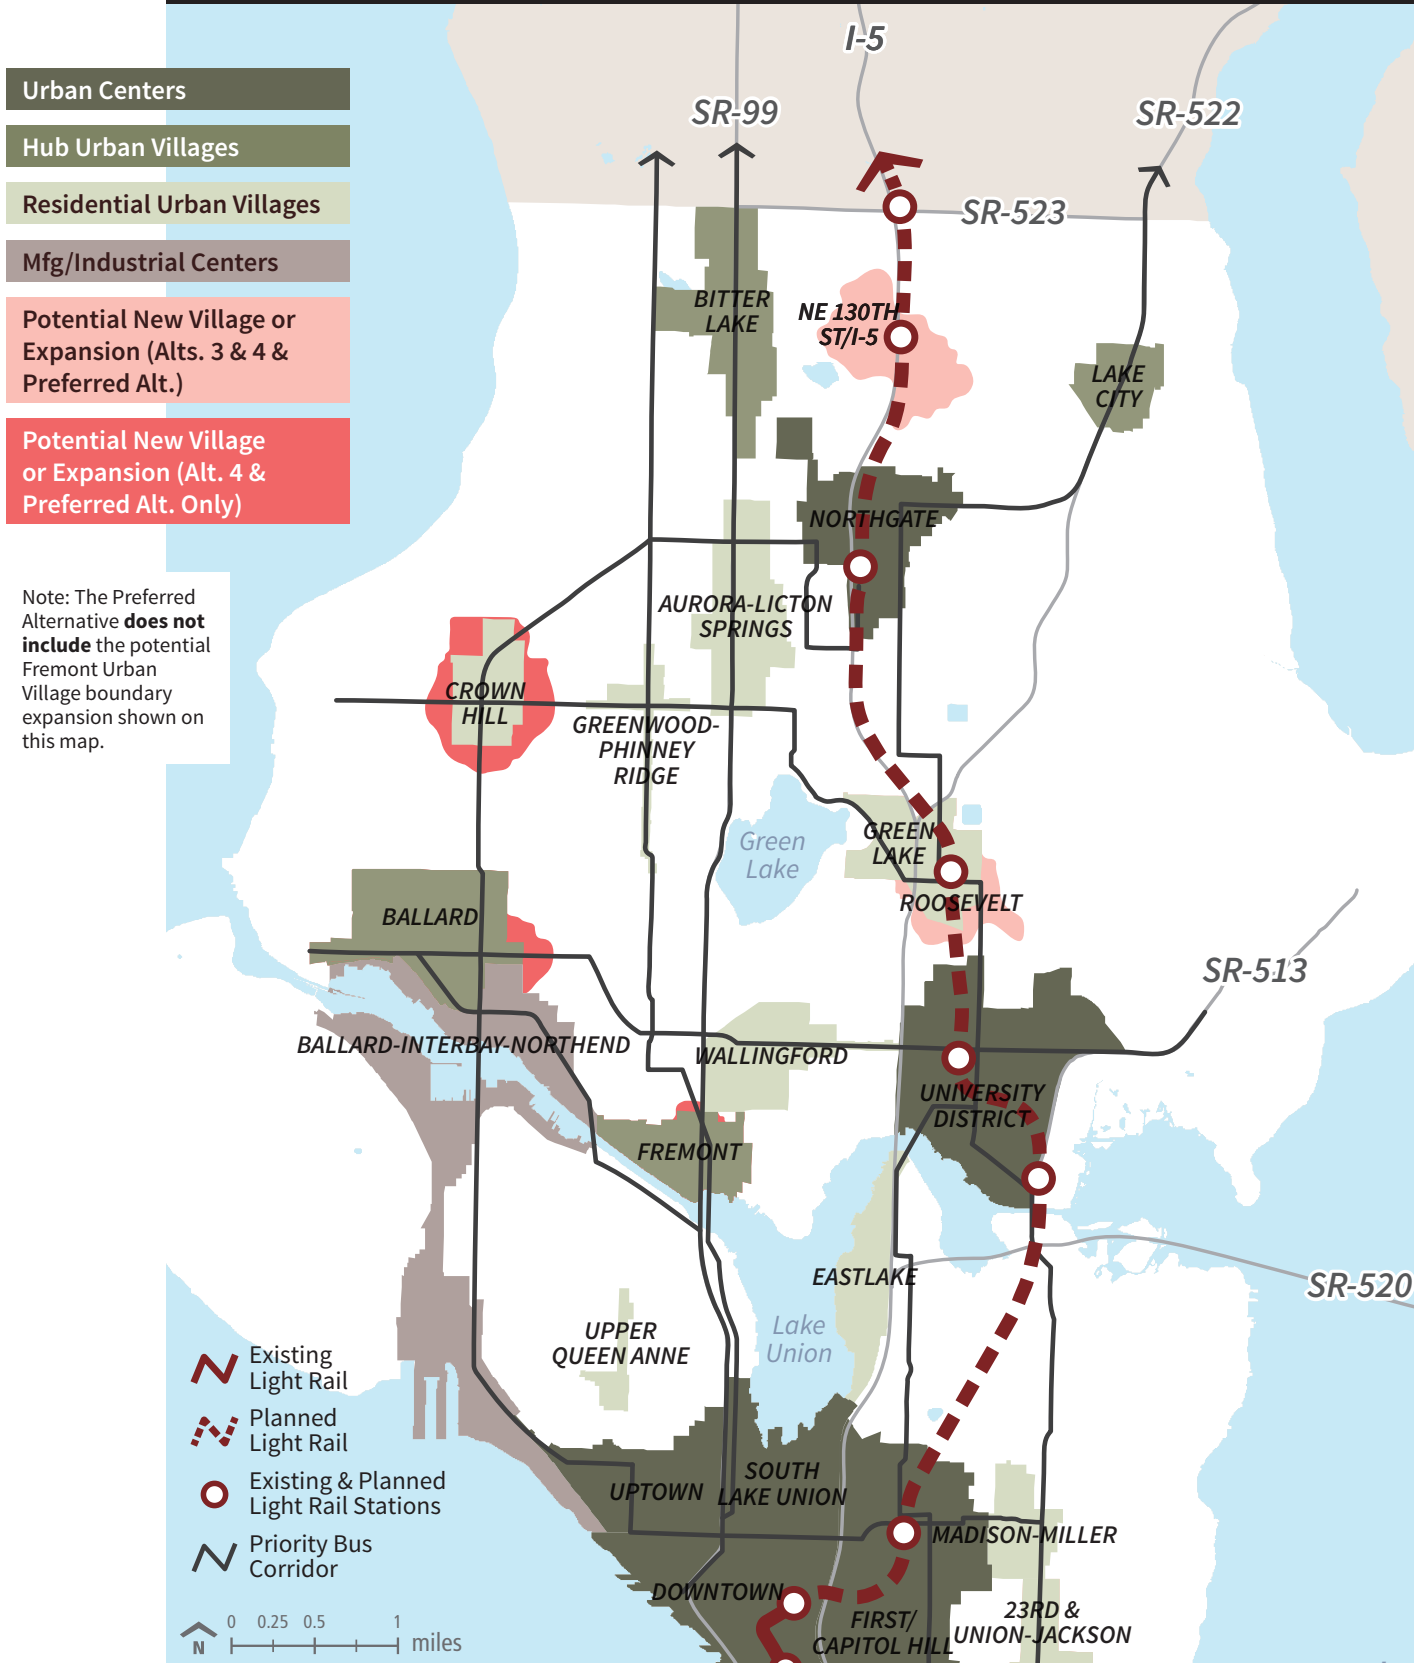 I-5
SR-99
SR-522
SR-523
Urban Centers
Hub Urban Villages
Residential Urban Villages
Mfg/Industrial Centers
Potential New Village or
Expansion (Alts. 3 & 4 &
Preferred Alt.)
Potential New Village
or Expansion (Alt. 4 &
Preferred Alt. Only)
Note: The Preferred
Alternative does not
include the potential
Fremont Urban
Village boundary
expansion shown on
this map.
BITTER
LAKE
NE 130TH
ST/I-5
LAKE
CITY
NORTHGATE
AURORA-LICTON
SPRINGS
CROWN
HILL
GREENWOOD-
PHINNEY
RIDGE
Green
Lake
GREEN
LAKE
ROOSEVELT
BALLARD
SR-513
BALLARD-INTERBAY-NORTHEND
WALLINGFORD
UNIVERSITY
DISTRICT
FREMONT
EASTLAKE
SR-520
UPPER
QUEEN ANNE
Lake
Union
Existing
Light Rail
Planned
Light Rail
Existing & Planned
Light Rail Stations
Priority Bus
Corridor
UPTOWN
SOUTH
LAKE UNION
MADISON-MILLER
DOWNTOWN
FIRST/
CAPITOL HILL
23RD &
UNION-JACKSON
N
0 0.25 0.5 1
miles